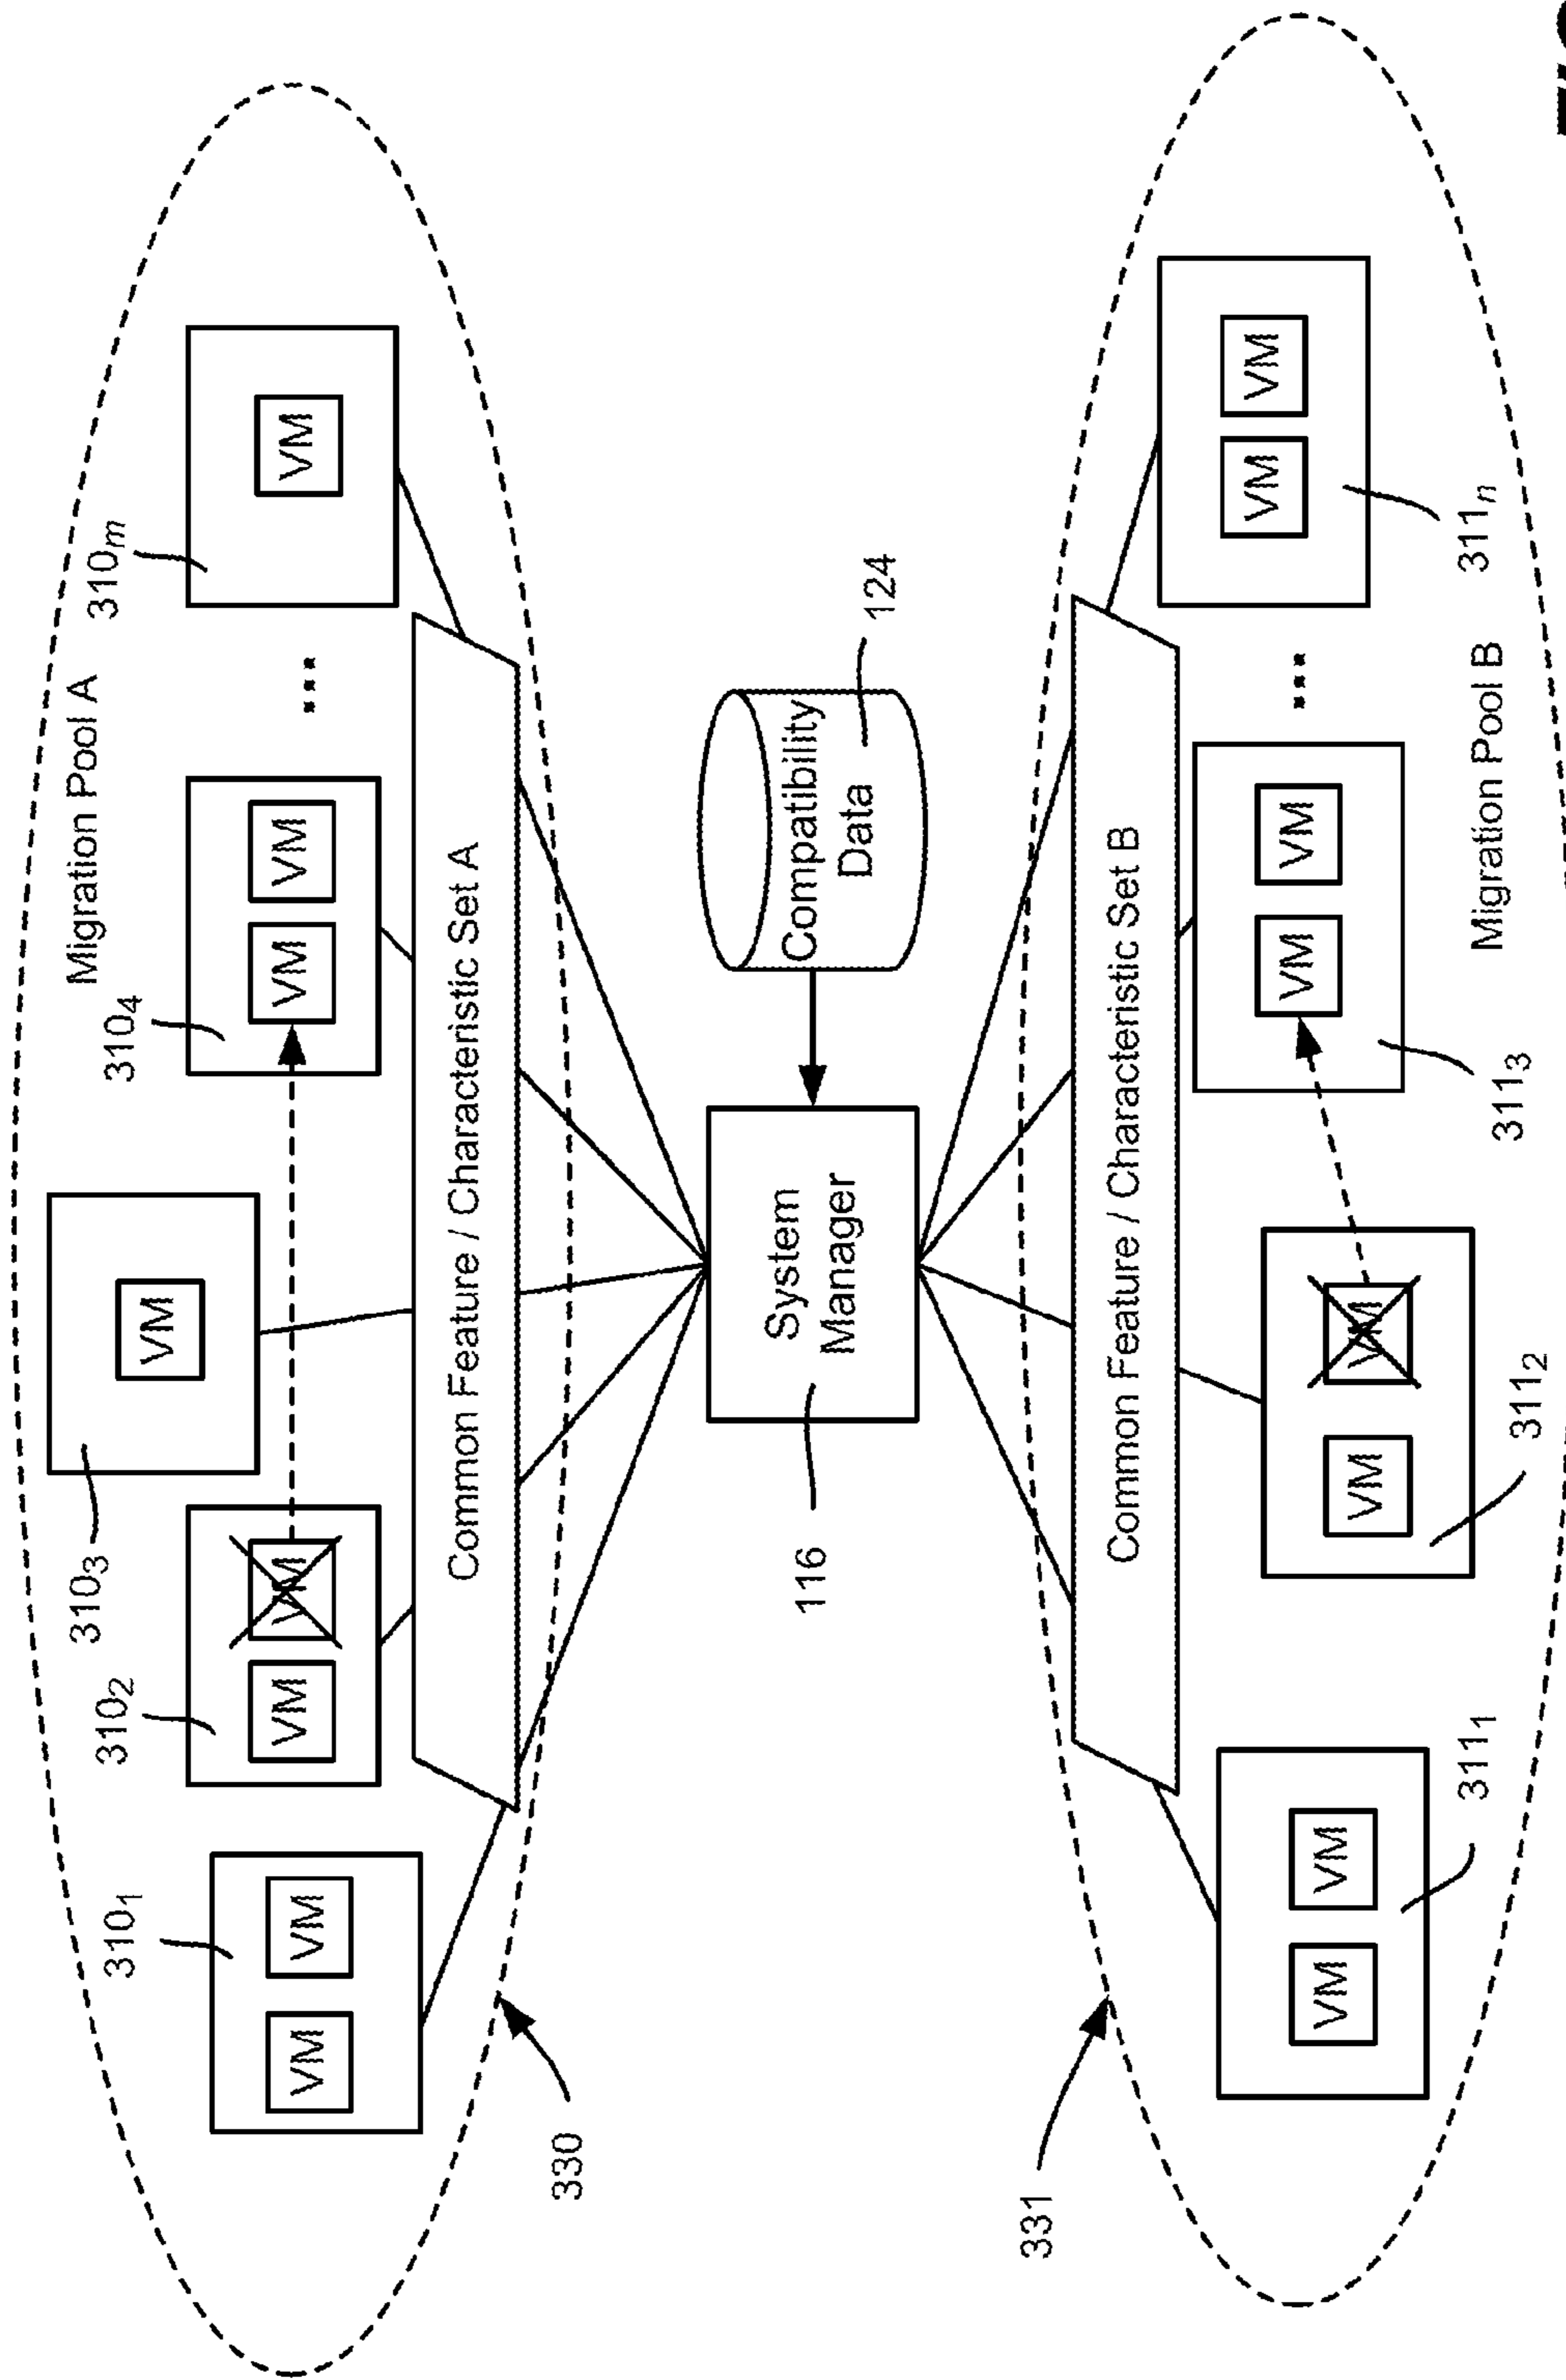 Migration Pool A
310₁
310₂
310₃
310₄
310m
VM VM
VM VM
VM
VM VM
...
VM
Common Feature / Characteristic Set A
330
116
System
Manager
Compatibility
Data
124
331
Common Feature / Characteristic Set B
VM VM
VM VM
VM VM
...
VM VM
311₁
311₂
311₃
311n
Migration Pool B